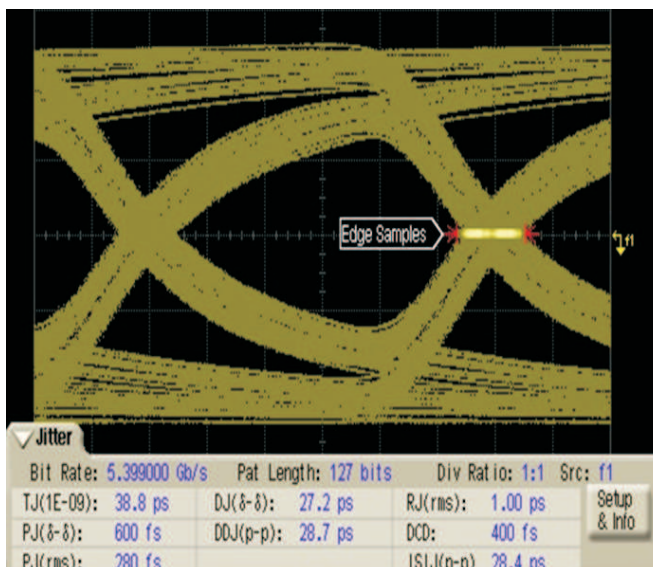 Edge Samples
f1
Jitter
Bit Rate: 5.399000 Gb/s Pat Length: 127 bits Div Ratio: 1:1 Src: f1
TJ(1E-09): 38.8 ps DJ(δ-δ): 27.2 ps RJ(rms): 1.00 ps Setup & Info
PJ(δ-δ): 600 fs DDJ(p-p): 28.7 ps DCD: 400 fs
PJ(rms): 280 fs ISIJ(p-p) 28.4 ps